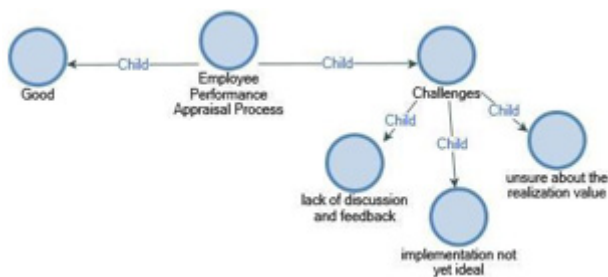 Child
Child
Good
Employee
Performance
Appraisal Process
Challenges
Child
Child
Child
lack of discussion
and feedback
unsure about the
realization value
implementation not
yet ideal